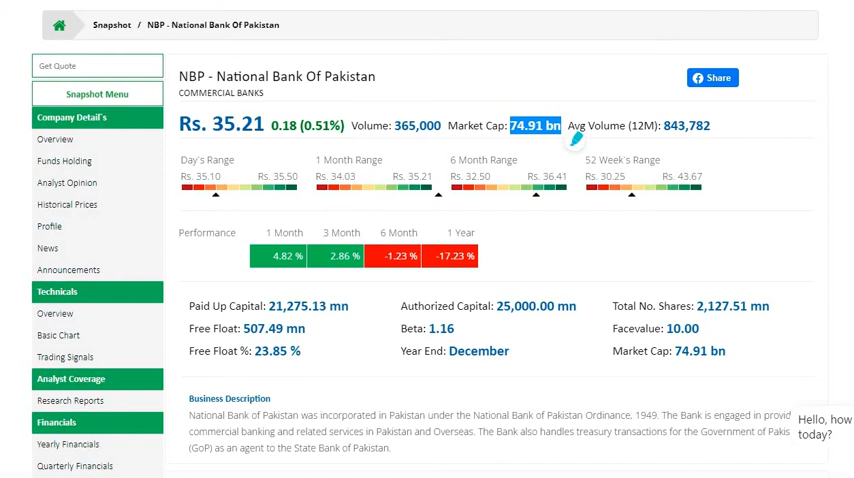 Snapshot / NBP - National Bank Of Pakistan
Get Quote
Snapshot Menu
Company Detail`s
Overview
Funds Holding
Analyst Opinion
Historical Prices
Profile
News
Announcements
Technicals
Overview
Basic Chart
Trading Signals
Analyst Coverage
Research Reports
Financials
Yearly Financials
Quarterly Financials
NBP - National Bank Of Pakistan
Share
COMMERCIAL BANKS
Rs. 35.21 0.18 (0.51%) Volume: 365,000 Market Cap: 74.91 bn Avg Volume (12M): 843,782
Day`s Range 1 Month Range 6 Month Range 52 Week's Range
Rs. 35.10 Rs. 35.50 Rs. 34.03 Rs. 35.21 Rs. 32.50 Rs. 36.41 Rs. 30.25 Rs. 43.67
Performance 1 Month 3 Month 6 Month 1 Year
4.82 % 2.86 % -1.23 % -17.23 %
Paid Up Capital: 21,275.13 mn Authorized Capital: 25,000.00 mn Total No. Shares: 2,127.51 mn
Free Float: 507.49 mn Beta: 1.16 Facevalue: 10.00
Free Float %: 23.85 % Year End: December Market Cap: 74.91 bn
Business Description
National Bank of Pakistan was incorporated in Pakistan under the National Bank of Pakistan Ordinance, 1949. The Bank is engaged in provid
commercial banking and related services in Pakistan and Overseas. The Bank also handles treasury transactions for the Government of Pakis
(GoP) as an agent to the State Bank of Pakistan.
Hello, how
today?